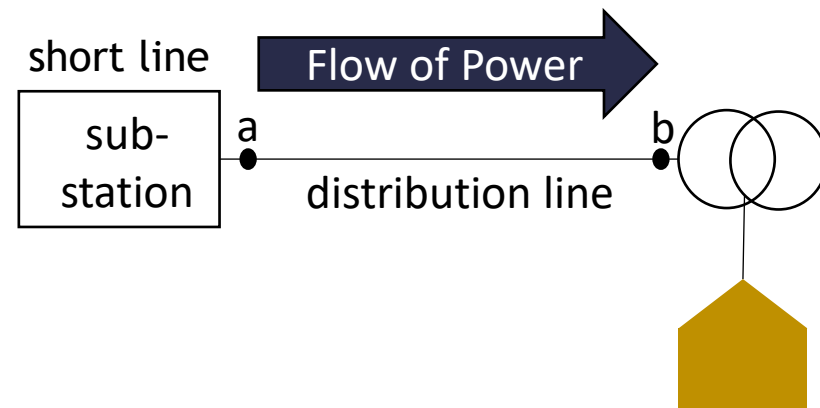 short line
Flow of Power
sub-
station
a
b
distribution line